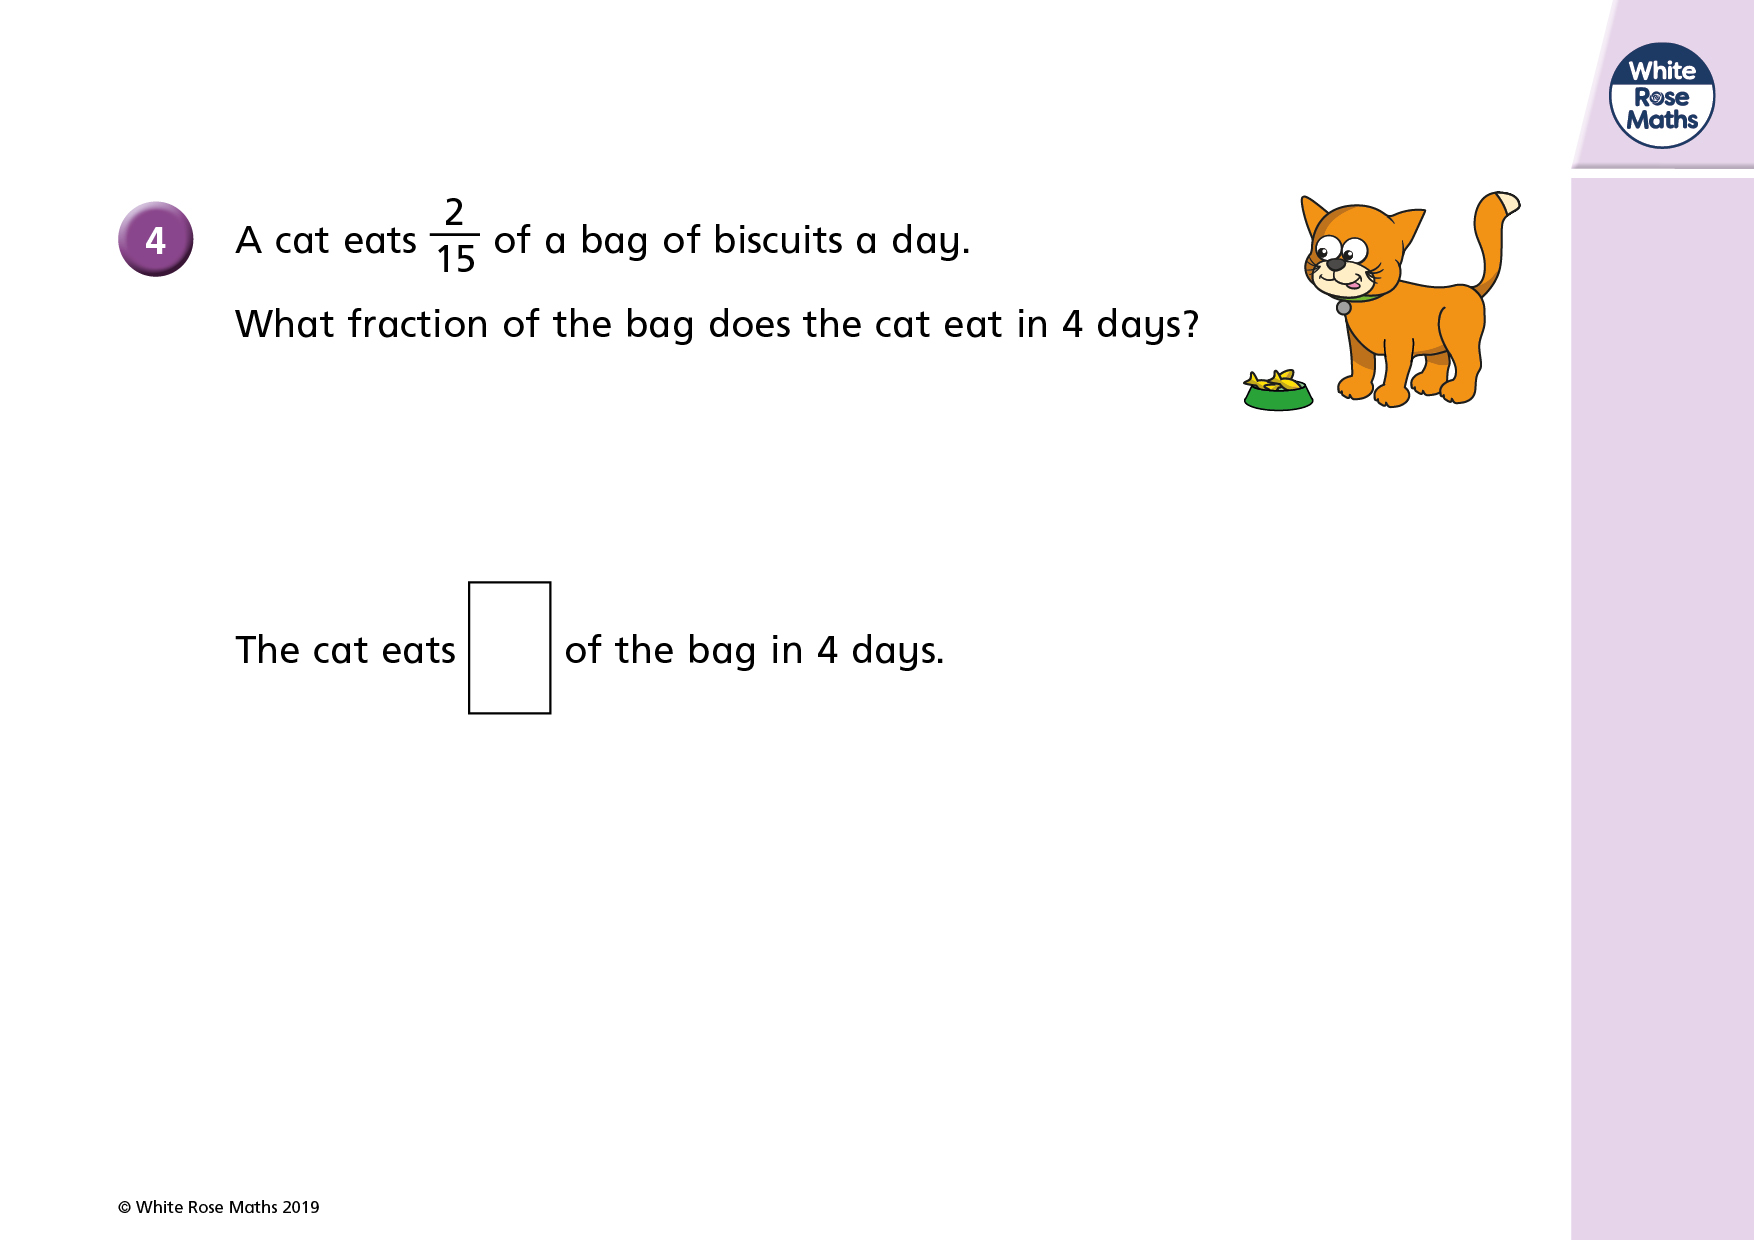 White
Rose
Maths
4
A cat eats 2/15 of a bag of biscuits a day.
What fraction of the bag does the cat eat in 4 days?
The cat eats of the bag in 4 days.
© White Rose Maths 2019